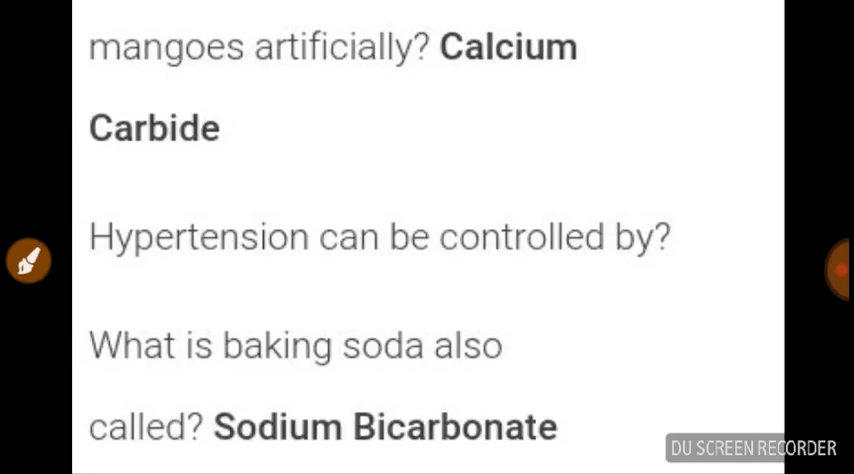 mangoes artificially? Calcium
Carbide
Hypertension can be controlled by?
What is baking soda also
called? Sodium Bicarbonate
DU SCREEN RECORDER